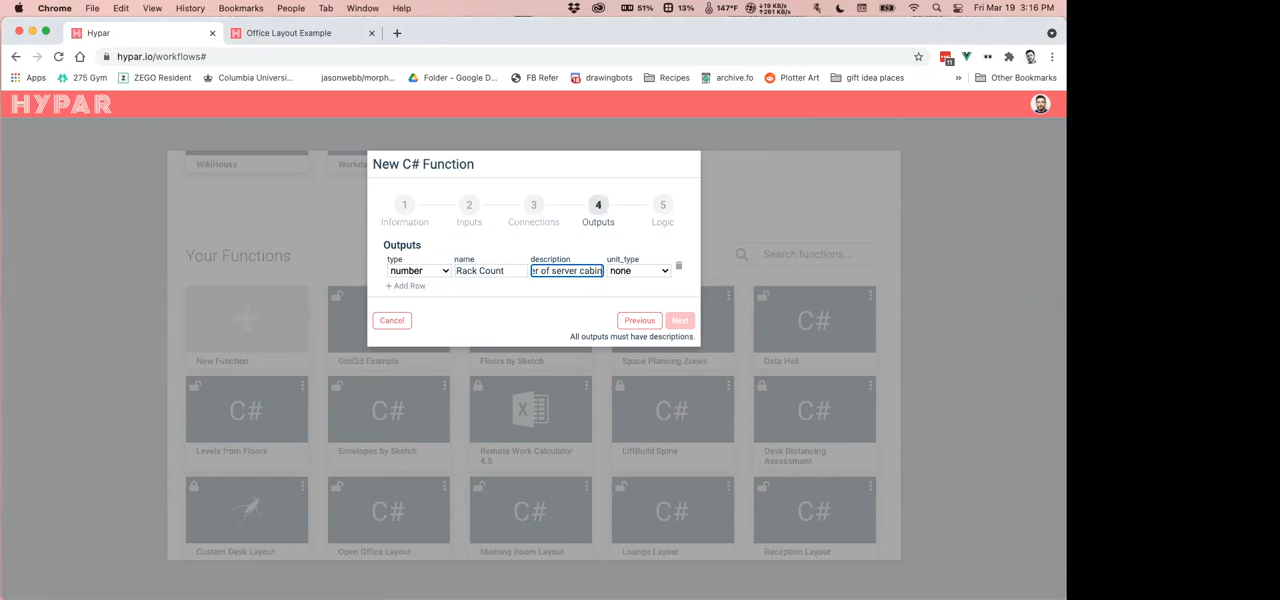 Chrome File Edit View History Bookmarks People Tab Window Help 51% 13% 147°F 19 KB/s 281 KB/s Fri Mar 19 3:16 PM
Hypar Office Layout Example
hypar.io/workflows# 11
Apps 275 Gym ZEGO Resident Columbia Universi... jasonwebb/morph... Folder - Google D... FB Refer drawingbots Recipes archive.fo Plotter Art gift idea places » Other Bookmarks
HYPAR
WikiHouse Workda
New C# Function
1 2 3 4 5
Information Inputs Connections Outputs Logic
Outputs
type name description unit_type
number Rack Count er of server cabin none
+ Add Row
Cancel Previous Next
All outputs must have descriptions.
Your Functions Search functions...
C#
New Function Grid2d Example Floors by Sketch Space Planning Zones Data Hall
C# C# C# C#
Levels from Floors Envelopes by Sketch Remote Work Calculator 4.5 LiftBuild Spine Desk Distancing Assessment
C# C# C# C#
Custom Desk Layout Open Office Layout Meeting Room Layout Lounge Layout Reception Layout